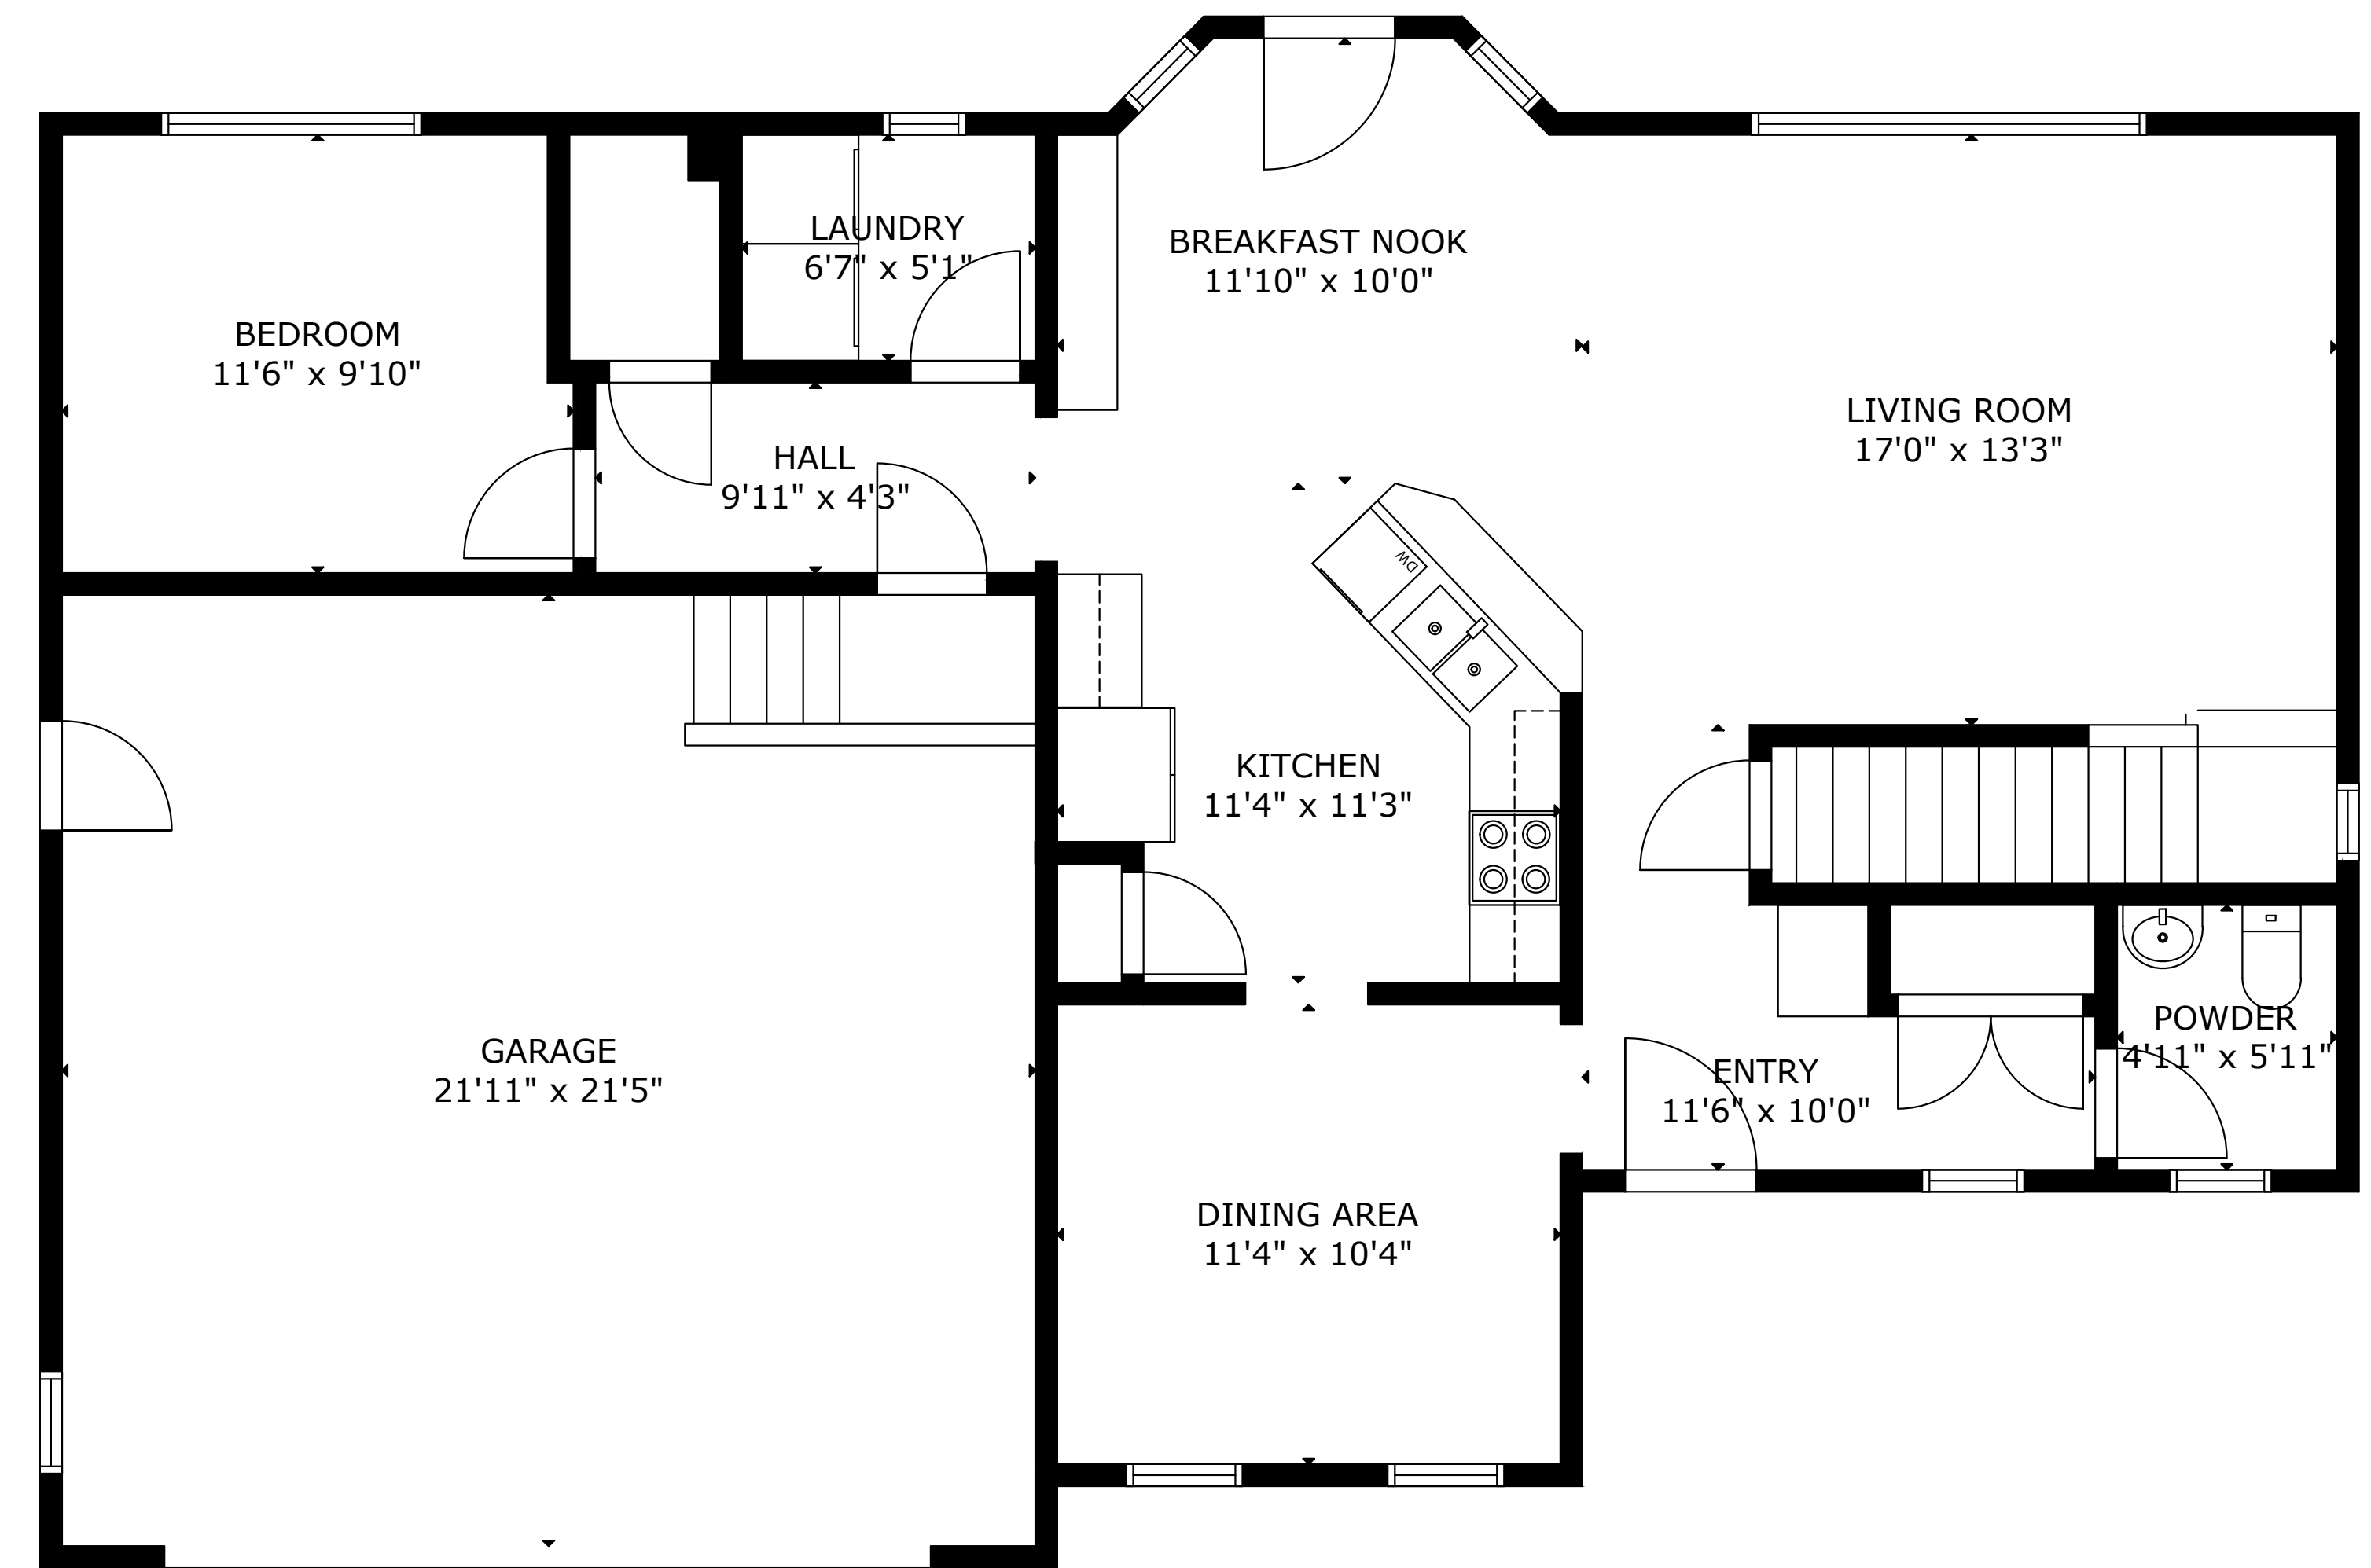 LAUNDRY
6'7" x 5'1"
BREAKFAST NOOK
11'10" x 10'0"
BEDROOM
11'6" x 9'10"
LIVING ROOM
17'0" x 13'3"
HALL
9'11" x 4'3"
DW
KITCHEN
11'4" x 11'3"
POWDER
4'11" x 5'11"
GARAGE
21'11" x 21'5"
ENTRY
11'6" x 10'0"
DINING AREA
11'4" x 10'4"